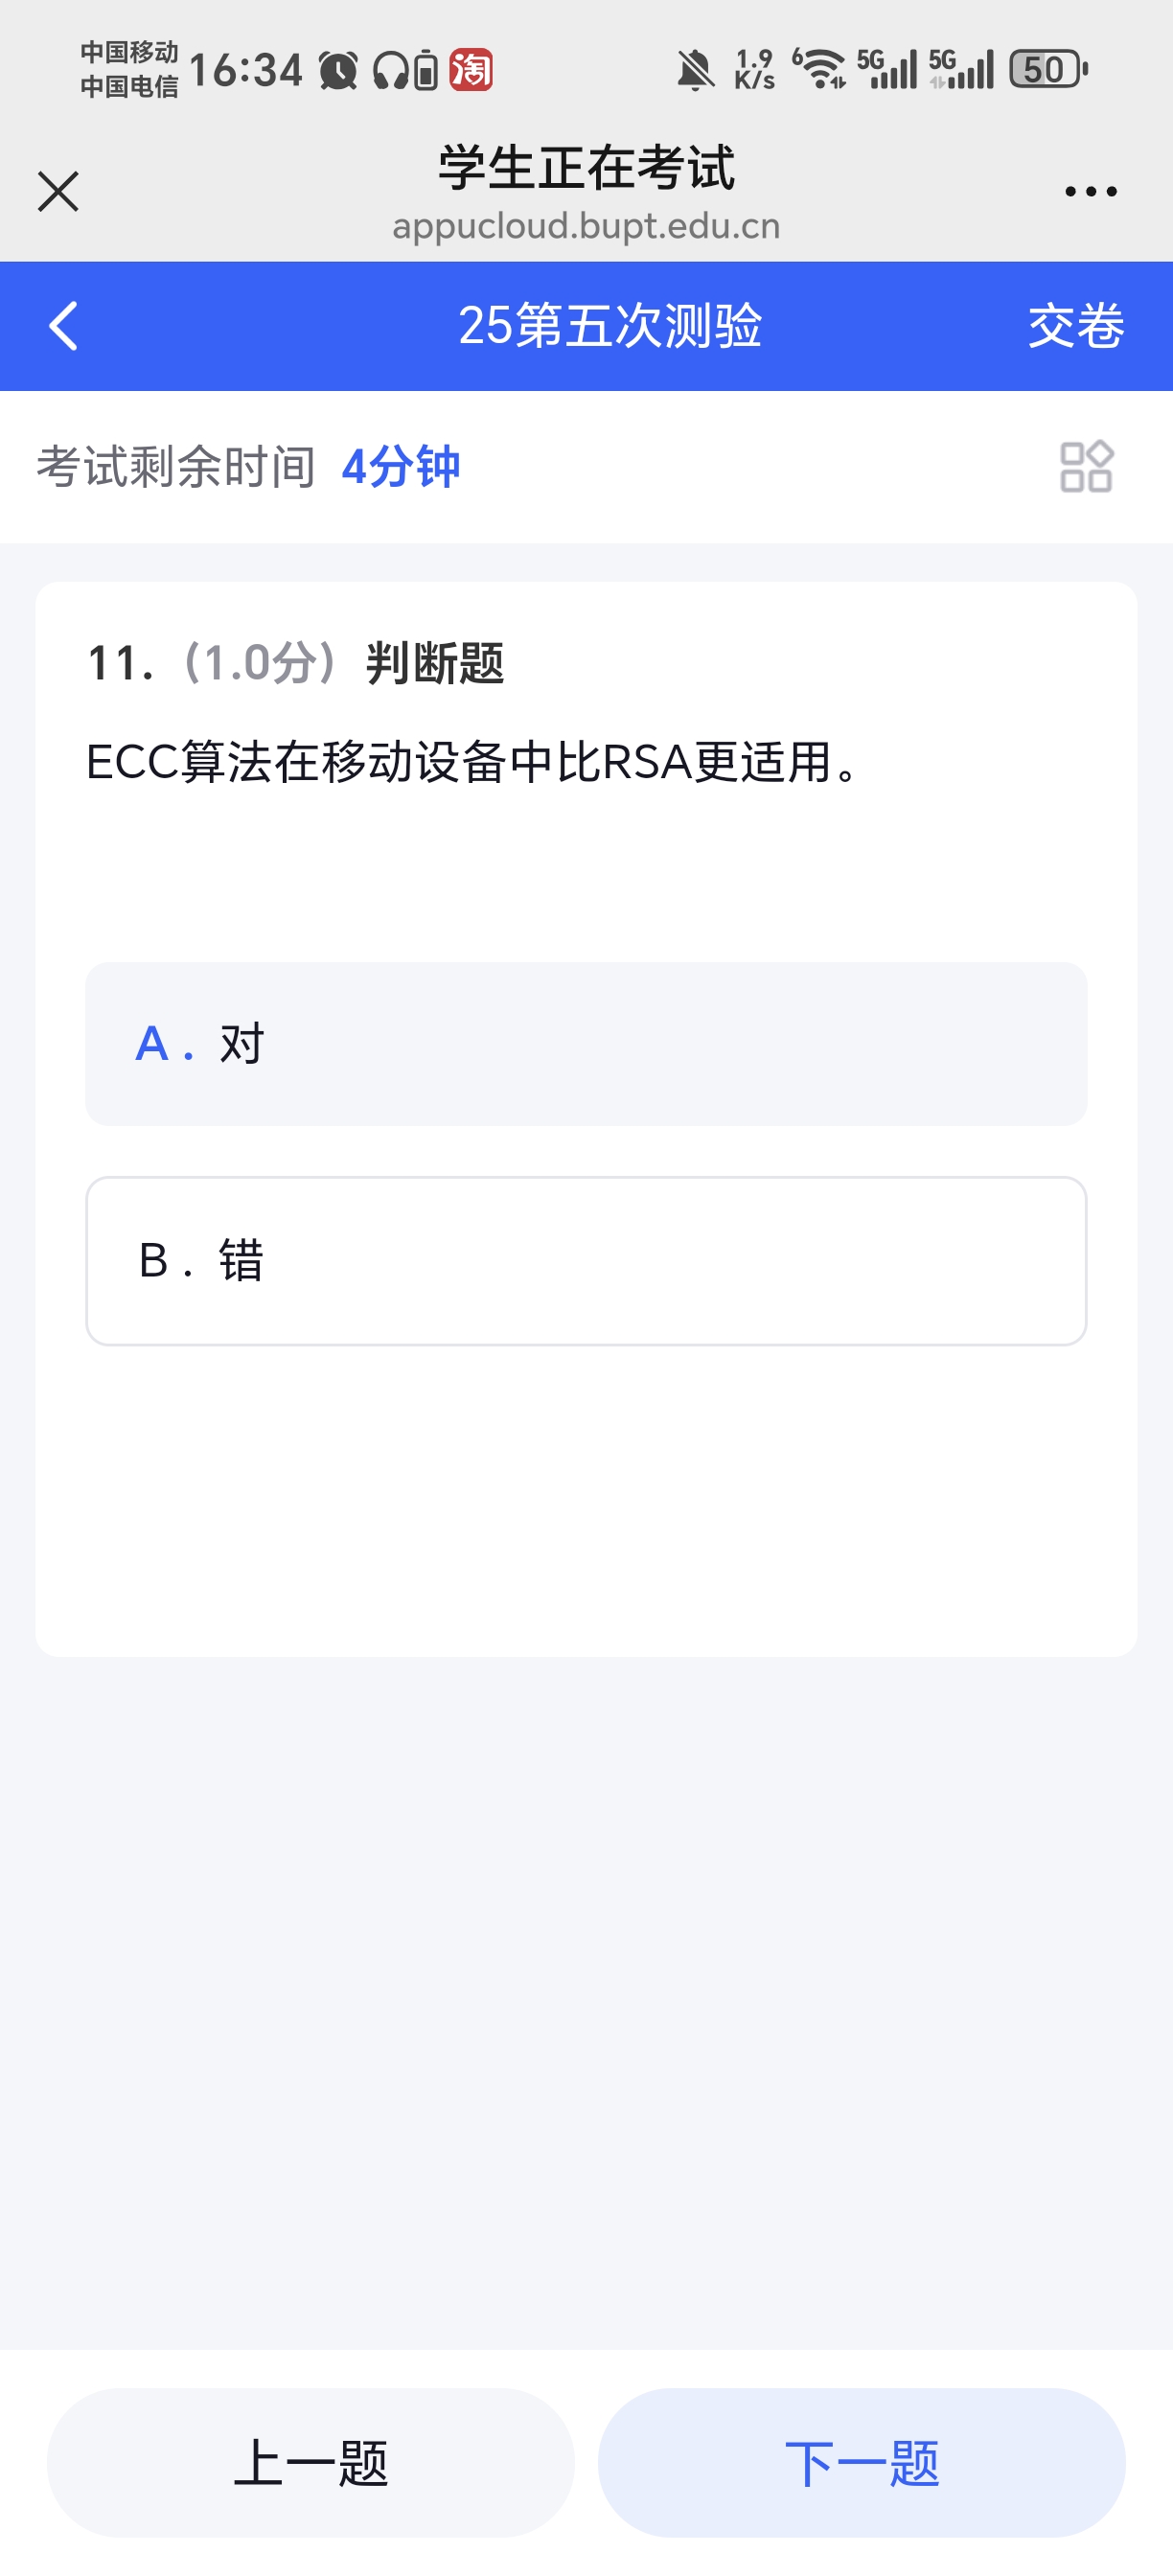 中国移动
中国电信
16:34
淘
1.9
K/s
6
5G
5G
50
学生正在考试
appucloud.bupt.edu.cn
25第五次测验
交卷
考试剩余时间 4分钟
11. (1.0分) 判断题
ECC算法在移动设备中比RSA更适用。
A . 对
B . 错
上一题
下一题